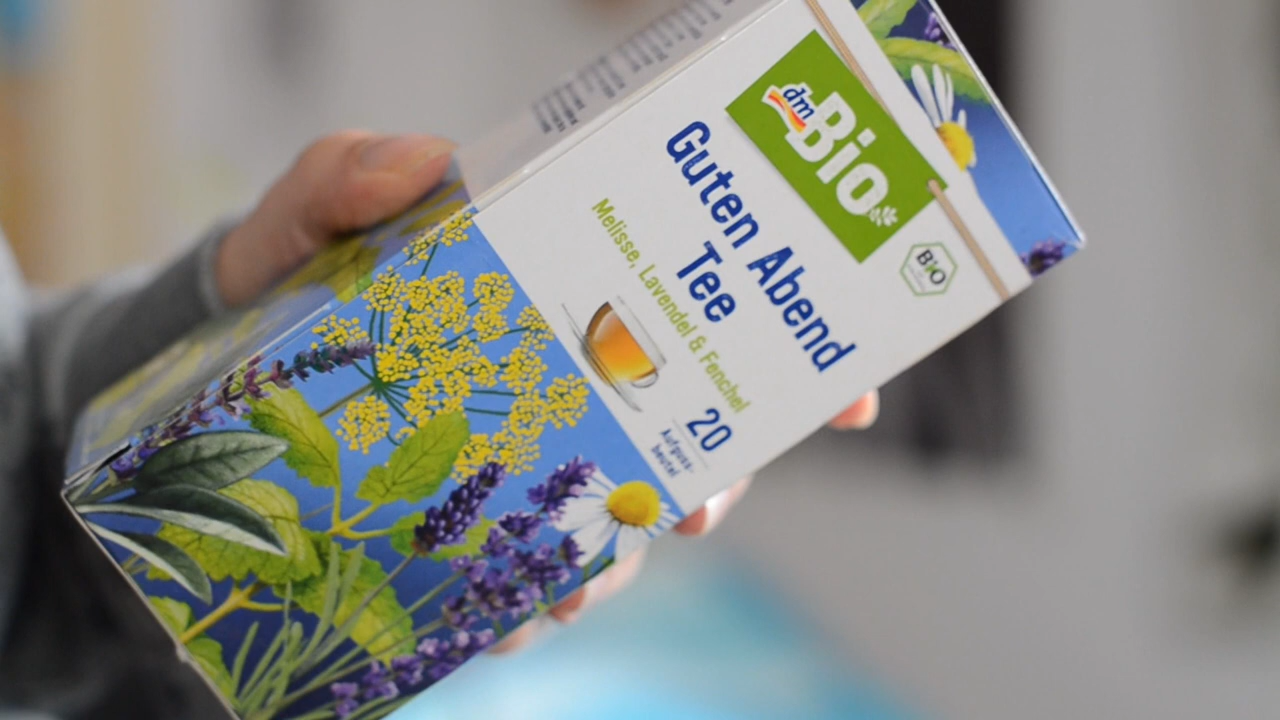 dm
Bio
Guten Abend
Tee
Melisse, Lavendel & Fenchel
BIO
20
Aufguss-
beutel